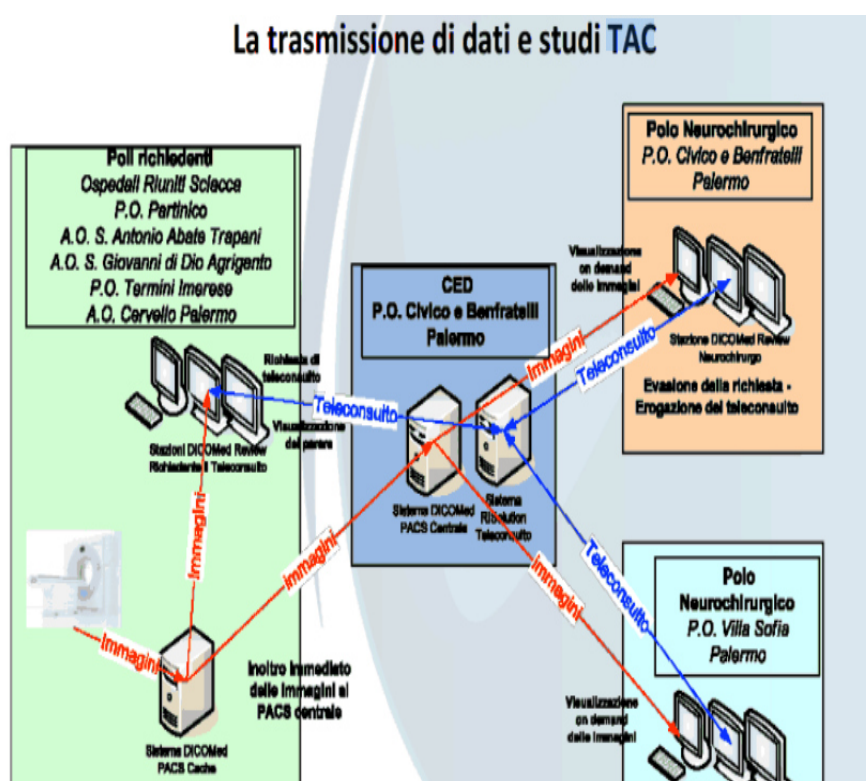 La trasmissione di dati e studi TAC
Poli richiedenti
Ospedali Riuniti Sciacca
P.O. Partinico
A.O. S. Antonio Abate Trapani
A.O. S. Giovanni di Dio Agrigento
P.O. Termini Imerese
A.O. Cervello Palermo
Richiesta di
teleconsulto
Teleconsulto
Visualizzazione
del parere
Stazioni DICOMed Review
Richiedente il Teleconsulto
Immagini
Immagini
Immagini
Sistema DICOMed
PACS Cache
Inoltro immediato
delle immagini al
PACS centrale
CED
P.O. Civico e Benfratelli
Palermo
Sistema DICOMed
PACS Centrale
Sistema
RISolution
Teleconsulto
Polo Neurochirurgico
P.O. Civico e Benfratelli
Palermo
Visualizzazione
on demand
delle immagini
Immagini
Teleconsulto
Stazione DICOMed Review
Neurochirurgo
Evasione della richiesta -
Erogazione del teleconsulto
Immagini
Teleconsulto
Polo
Neurochirurgico
P.O. Villa Sofia
Palermo
Visualizzazione
on demand
delle immagini